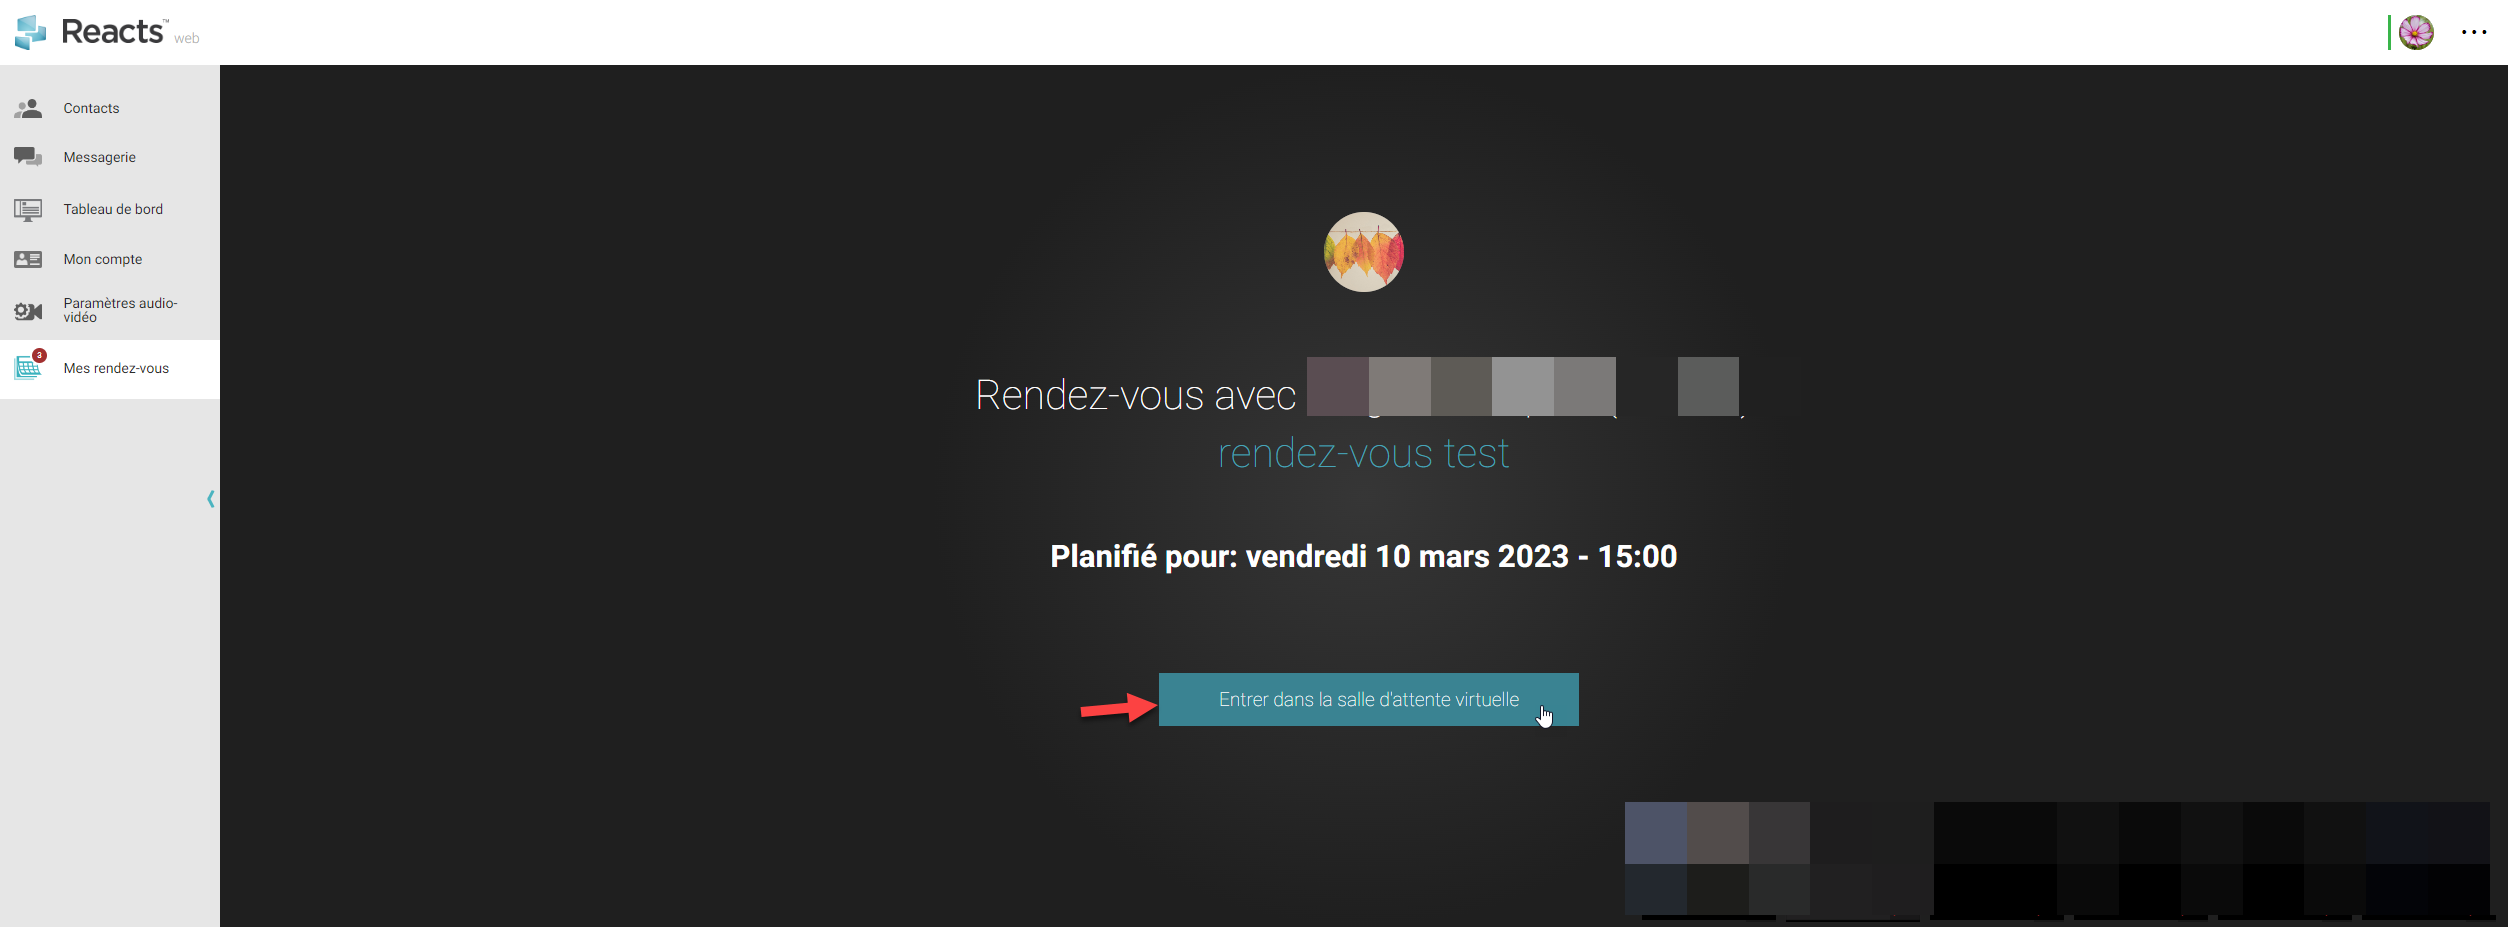 Reacts™ web
Contacts
Messagerie
Tableau de bord
Mon compte
Paramètres audio-
vidéo
3
Mes rendez-vous
Rendez-vous avec
rendez-vous test
Planifié pour: vendredi 10 mars 2023 - 15:00
Entrer dans la salle d'attente virtuelle